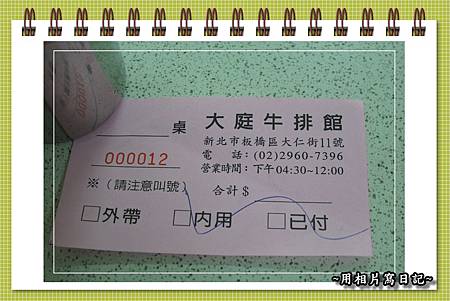 桌
000012
※(請注意叫號)
大庭牛排館
新北市板橋區大仁街11號
電話:(02)2960-7396
營業時間:下午04:30~12:00
合計$
□外帶 □內用 □已付
~用相片寫日記~